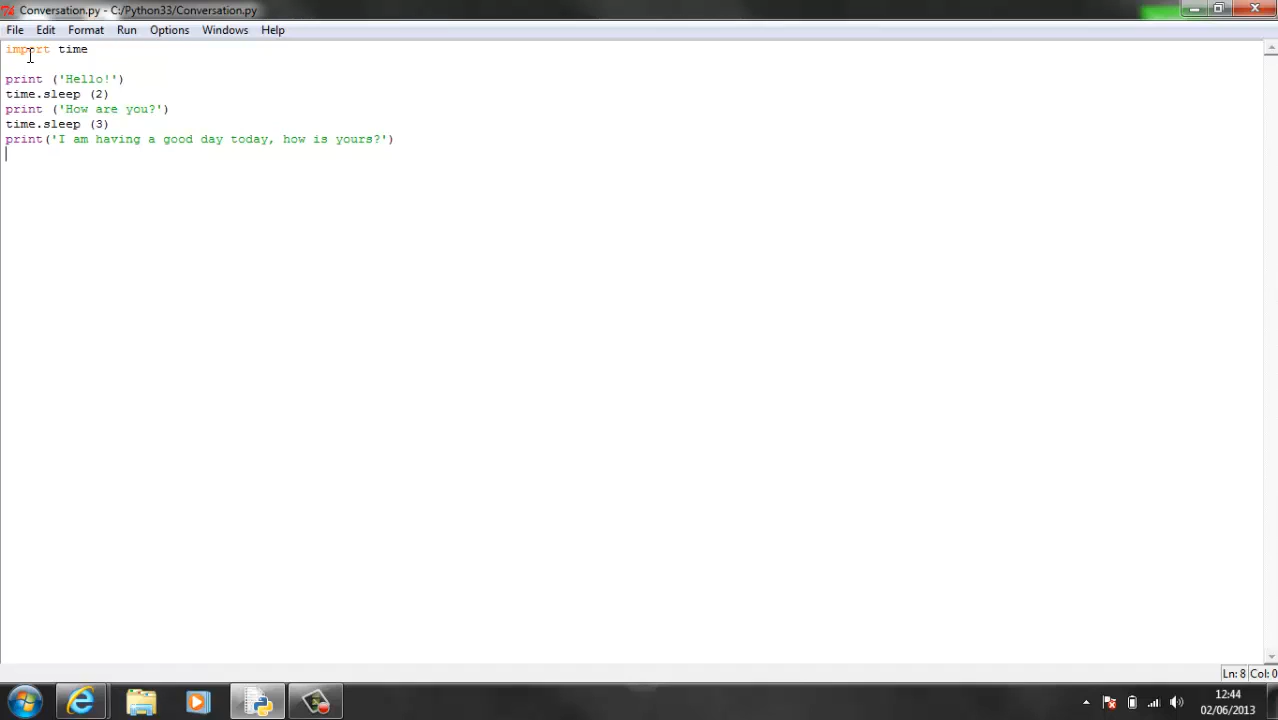 Conversation.py - C:/Python33/Conversation.py
File Edit Format Run Options Windows Help
import time
print ('Hello!')
time.sleep (2)
print ('How are you?')
time.sleep (3)
print('I am having a good day today, how is yours?')
Ln: 8 Col: 0
12:44
02/06/2013